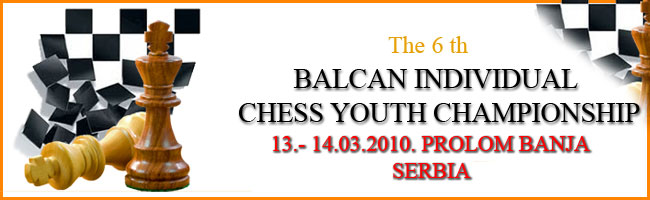 The 6 th
BALCAN INDIVIDUAL
CHESS YOUTH CHAMPIONSHIP
13.- 14.03.2010. PROLOM BANJA
SERBIA